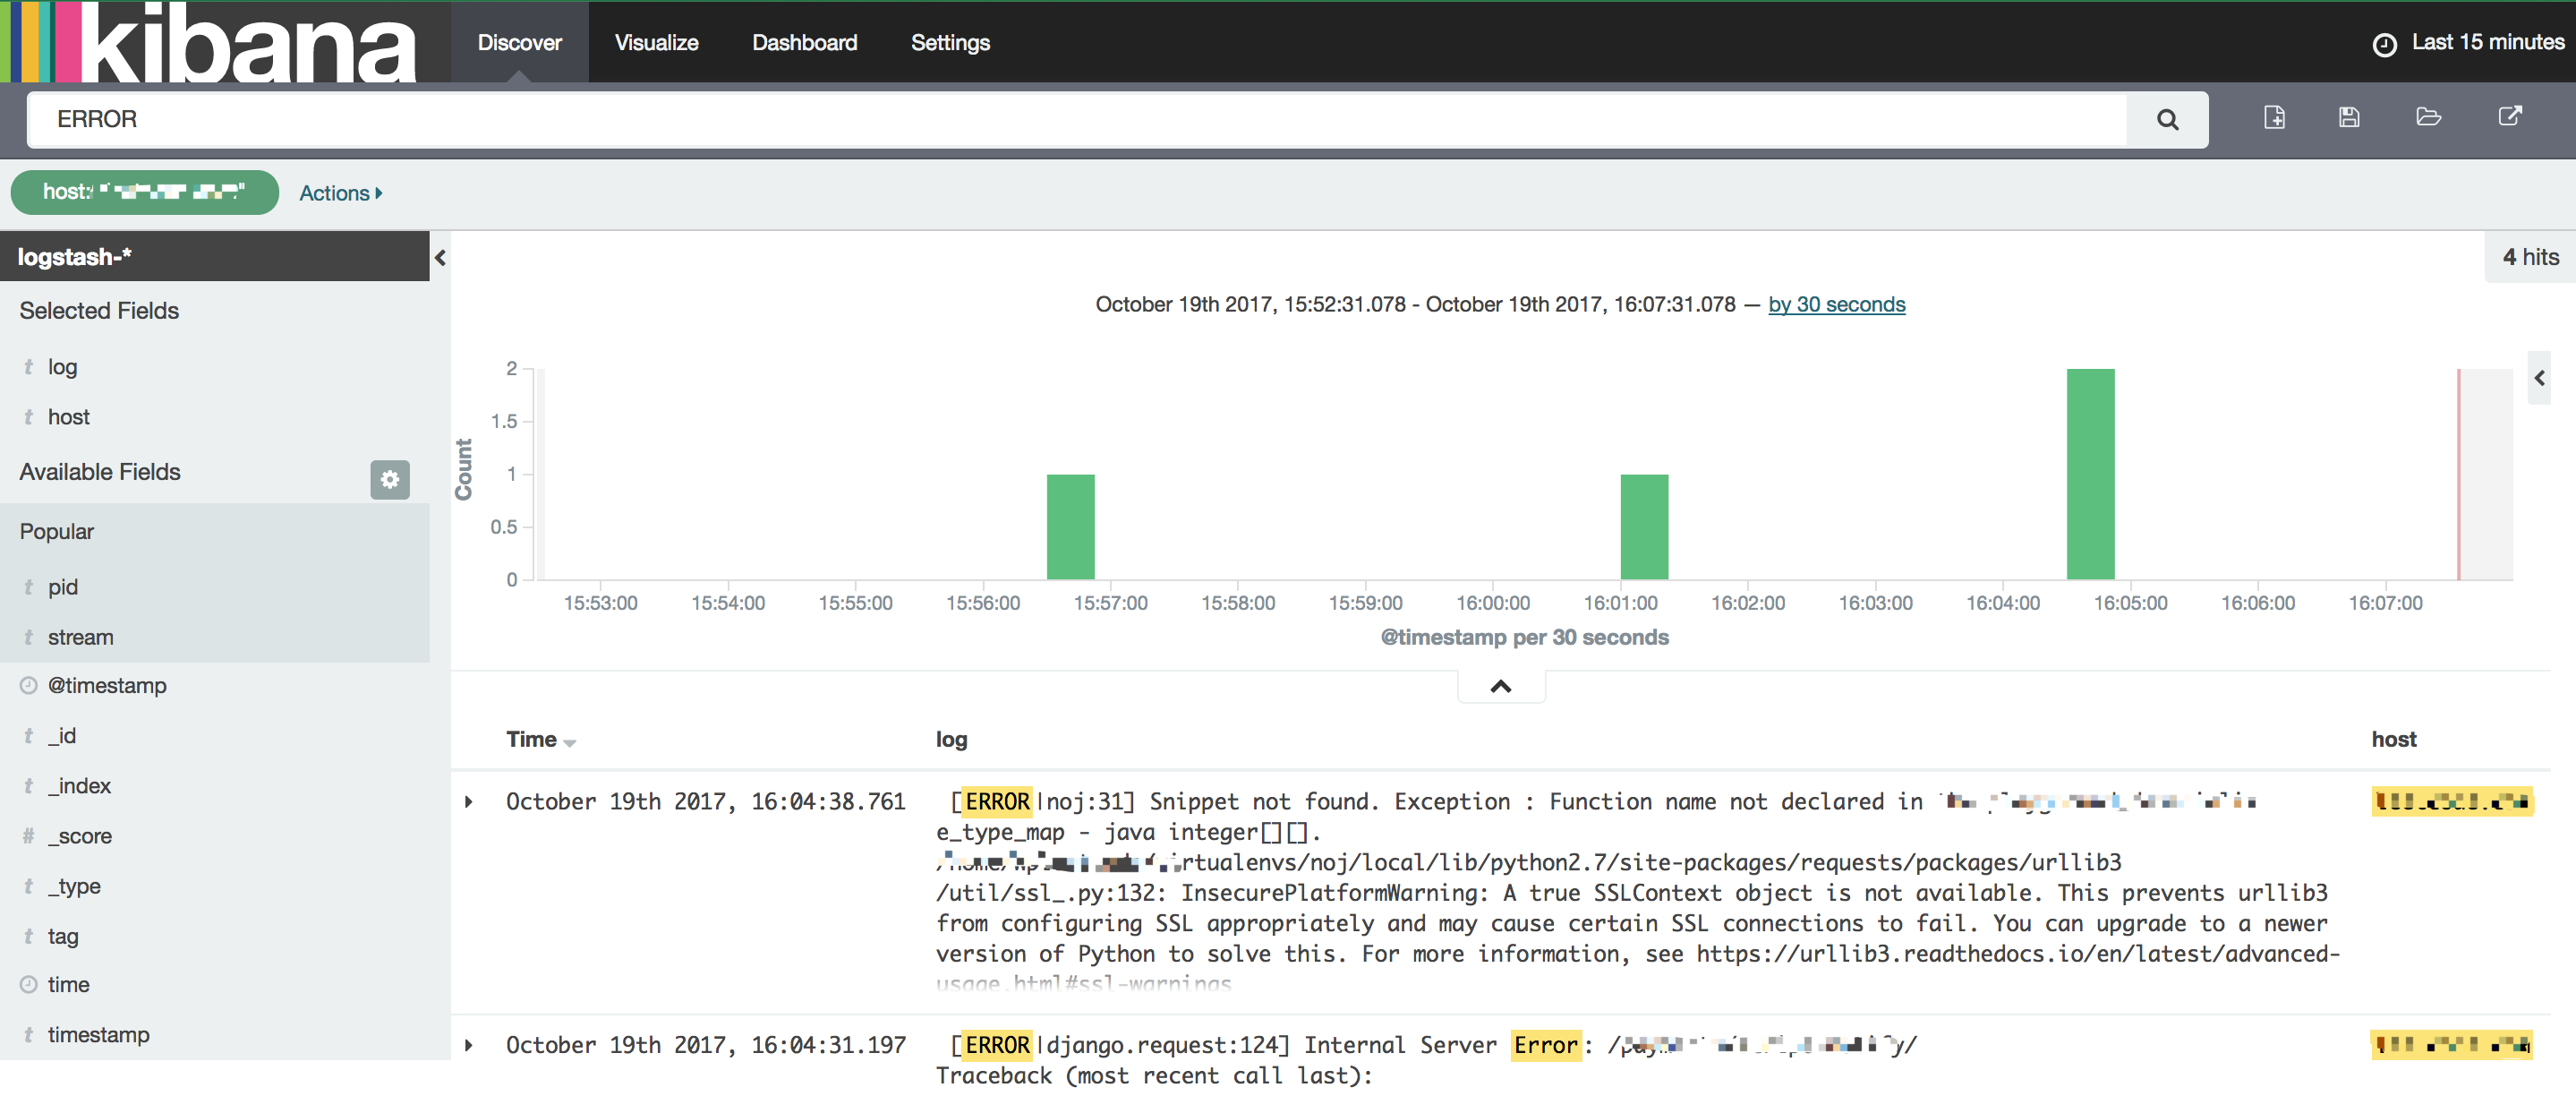 kibana
Discover
Visualize
Dashboard
Settings
Last 15 minutes
ERROR
host:
Actions
logstash-*
4 hits
Selected Fields
t log
t host
Available Fields
Popular
t pid
t stream
@timestamp
t _id
t _index
# _score
t _type
t tag
time
t timestamp
October 19th 2017, 15:52:31.078 - October 19th 2017, 16:07:31.078 — by 30 seconds
Count
2
1.5
1
0.5
0
15:53:00 15:54:00 15:55:00 15:56:00 15:57:00 15:58:00 15:59:00 16:00:00 16:01:00 16:02:00 16:03:00 16:04:00 16:05:00 16:06:00 16:07:00
@timestamp per 30 seconds
Time log host
October 19th 2017, 16:04:38.761 [ERROR|noj:31] Snippet not found. Exception : Function name not declared in
e_type_map - java integer[][].
rtualenvs/noj/local/lib/python2.7/site-packages/requests/packages/urllib3
/util/ssl_.py:132: InsecurePlatformWarning: A true SSLContext object is not available. This prevents urllib3
from configuring SSL appropriately and may cause certain SSL connections to fail. You can upgrade to a newer
version of Python to solve this. For more information, see https://urllib3.readthedocs.io/en/latest/advanced-
usage.html#ssl-warnings
October 19th 2017, 16:04:31.197 [ERROR|django.request:124] Internal Server Error:
Traceback (most recent call last):